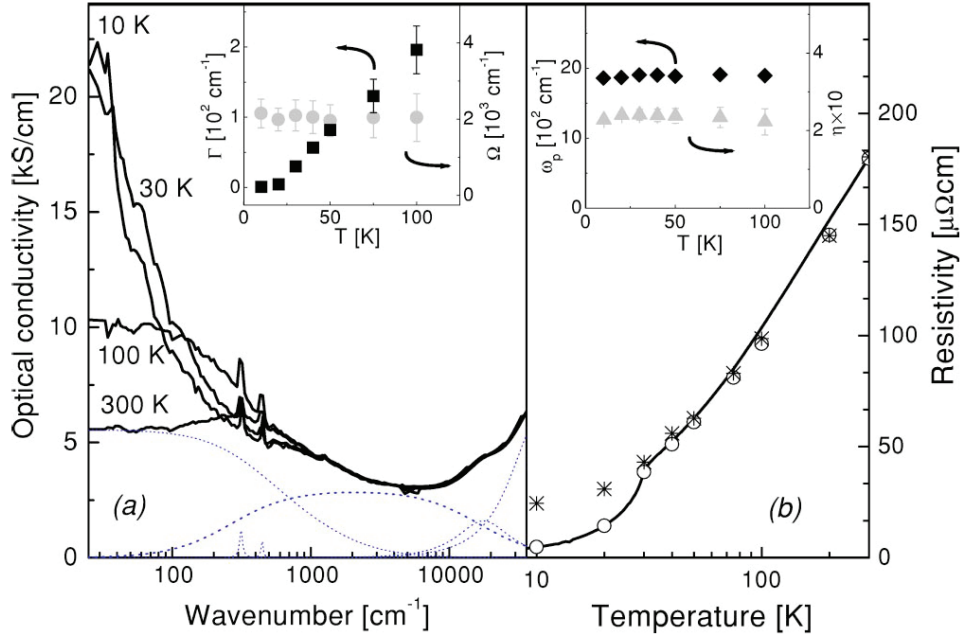 10 K
30 K
100 K
300 K
(a)
Optical conductivity [kS/cm]
0
5
10
15
20
100
1000
10000
Wavenumber [cm⁻¹]
Γ [10² cm⁻¹]
0
1
2
0
50
100
T [K]
0
2
4
Ω [10³ cm⁻¹]
ωₚ [10² cm⁻¹]
0
10
20
0
50
100
T [K]
0
2
4
η×10
(b)
10
100
Temperature [K]
0
50
100
150
200
Resistivity [μΩcm]